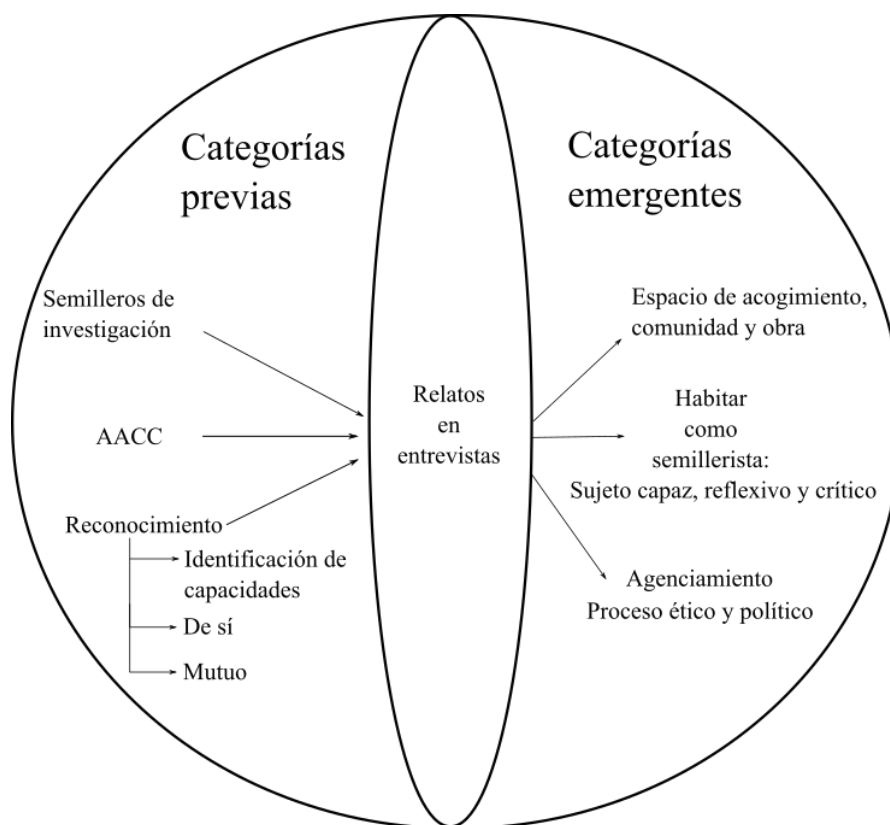 Categorías
previas
Semilleros de
investigación
AACC
Reconocimiento
Identificación de
capacidades
De sí
Mutuo
Relatos
en
entrevistas
Categorías
emergentes
Espacio de acogimiento,
comunidad y obra
Habitar
como
semillerista:
Sujeto capaz, reflexivo y crítico
Agenciamiento
Proceso ético y político